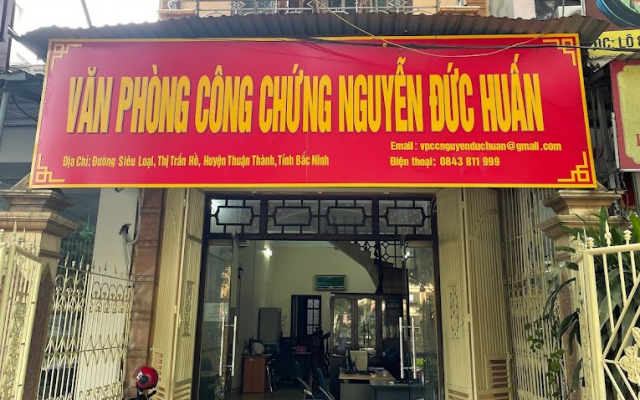 VĂN PHÒNG CÔNG CHỨNG NGUYỄN ĐỨC HUẤN
Email : vpccnguyenduchuan@gmail.com
Địa Chỉ: Đường Siêu Loại, Thị Trấn Hồ, Huyện Thuận Thành, Tỉnh Bắc Ninh
Điện thoại: 0843 811 999